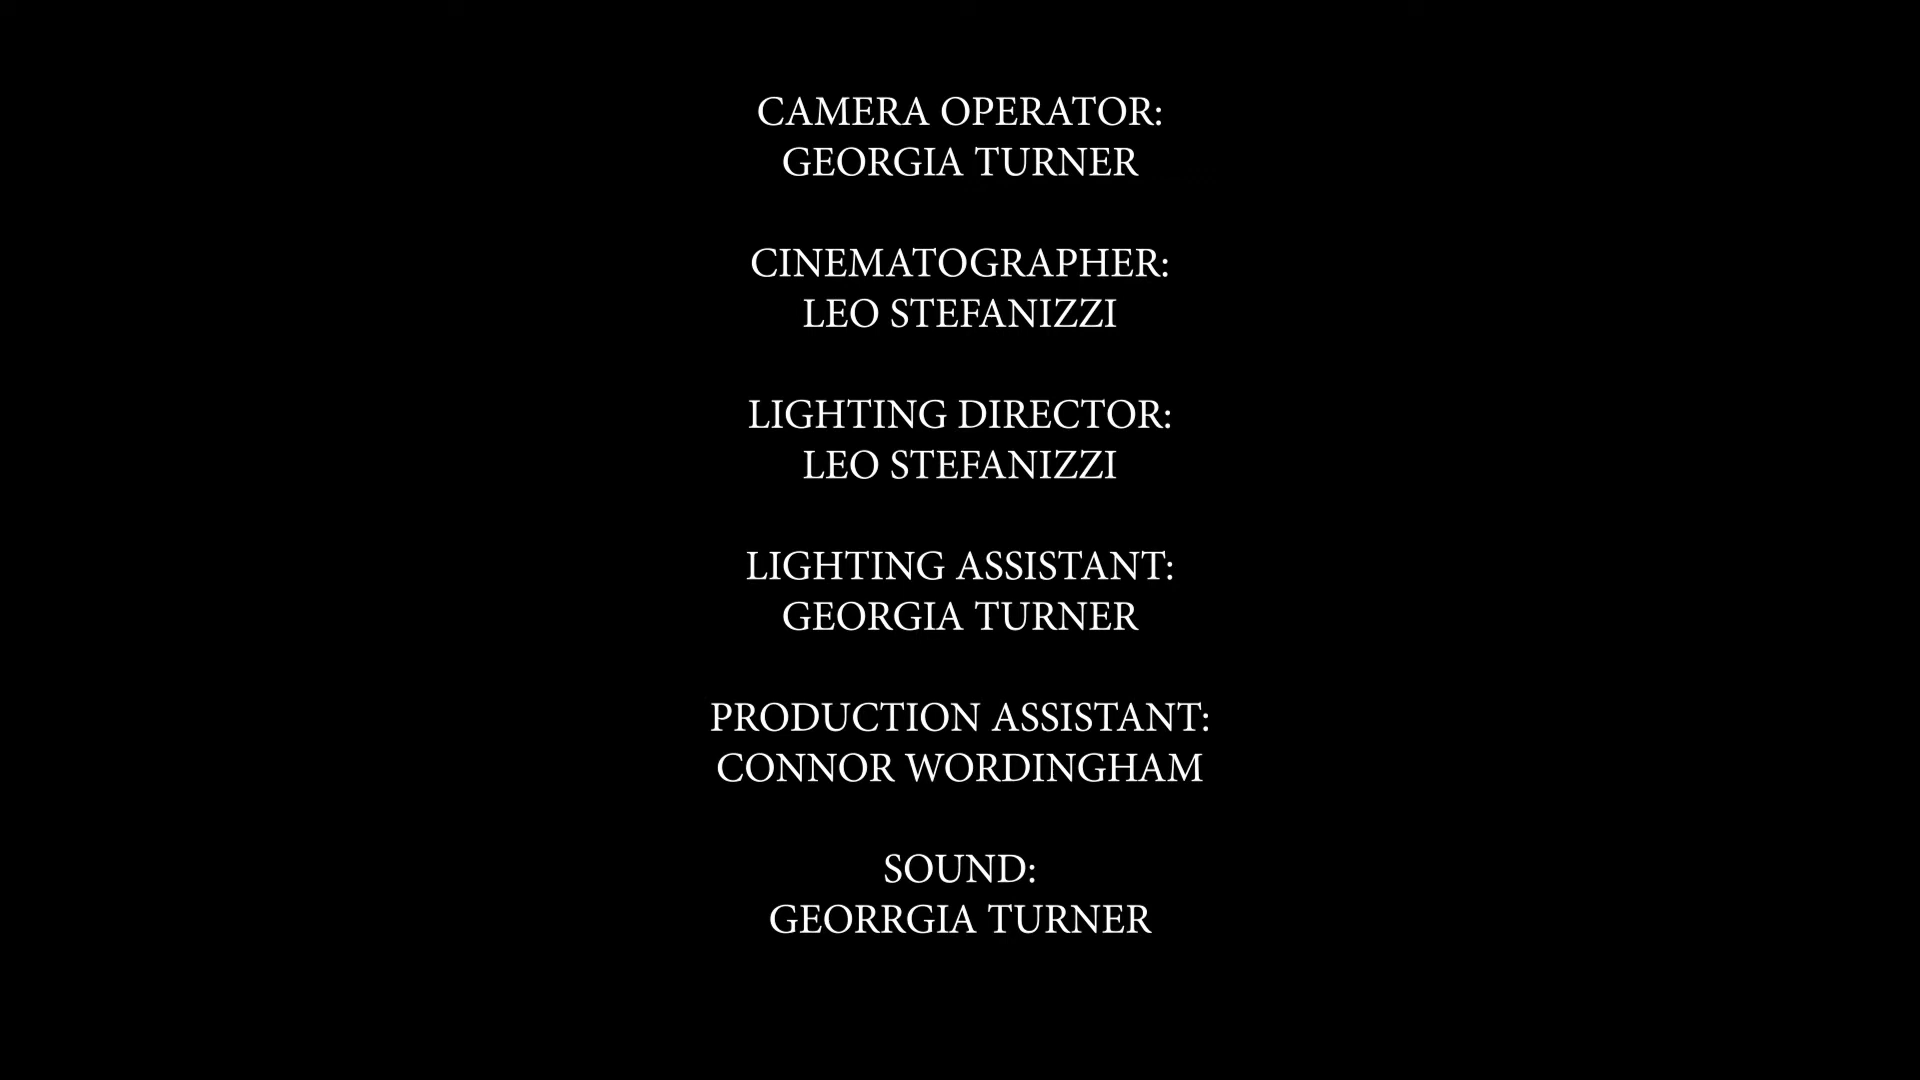 CAMERA OPERATOR:
GEORGIA TURNER
CINEMATOGRAPHER:
LEO STEFANIZZI
LIGHTING DIRECTOR:
LEO STEFANIZZI
LIGHTING ASSISTANT:
GEORGIA TURNER
PRODUCTION ASSISTANT:
CONNOR WORDINGHAM
SOUND:
GEORRGIA TURNER